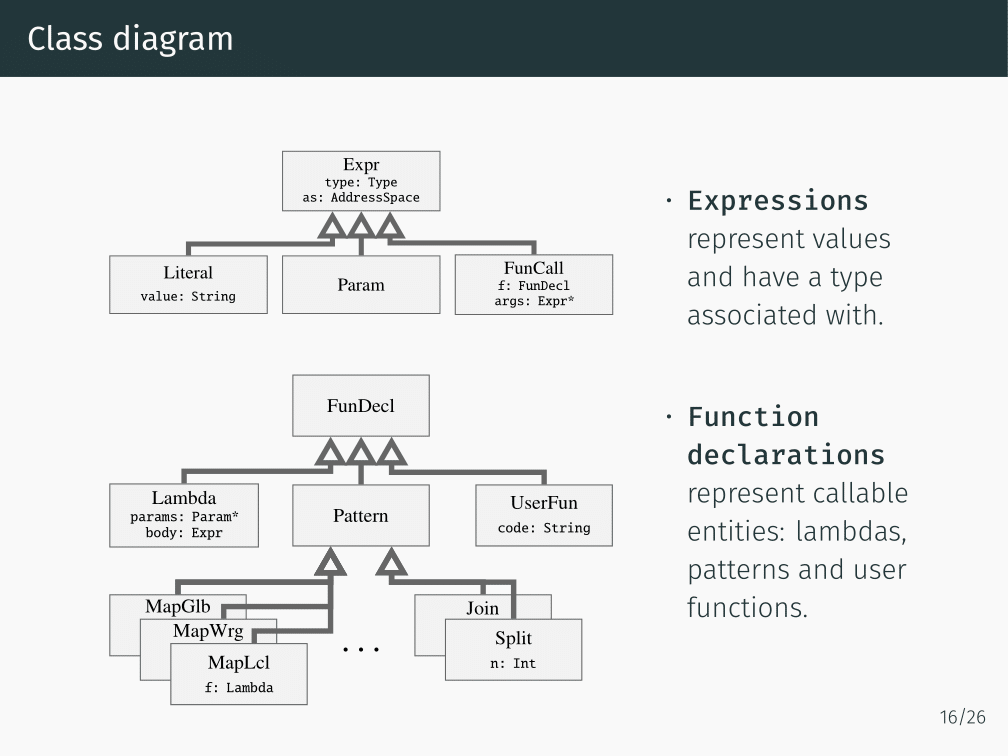 Class diagram
Expr
type: Type
as: AddressSpace
Literal
value: String
Param
FunCall
f: FunDecl
args: Expr*
FunDecl
Lambda
params: Param*
body: Expr
Pattern
UserFun
code: String
MapGlb
MapWrg
MapLcl
f: Lambda
...
Join
Split
n: Int
· Expressions
represent values
and have a type
associated with.
· Function
declarations
represent callable
entities: lambdas,
patterns and user
functions.
16/26